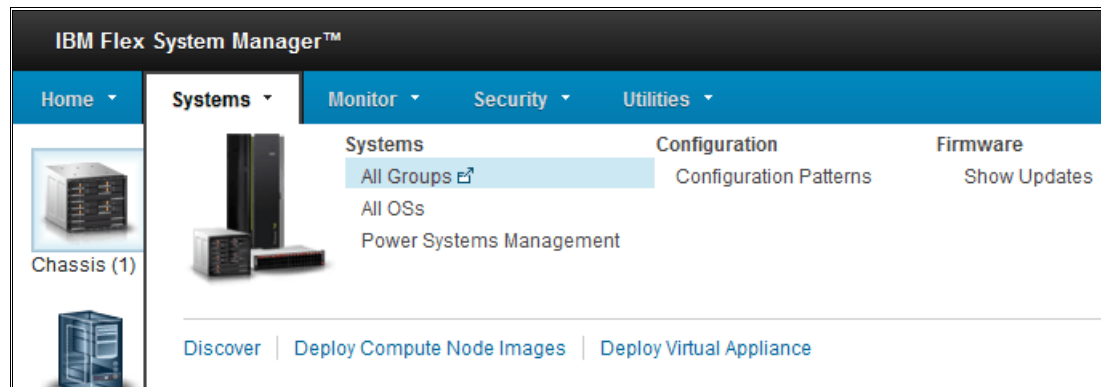 IBM Flex System Manager™
Home Systems Monitor Security Utilities
Systems Configuration Firmware
All Groups Configuration Patterns Show Updates
All OSs
Power Systems Management
Chassis (1)
Discover Deploy Compute Node Images Deploy Virtual Appliance